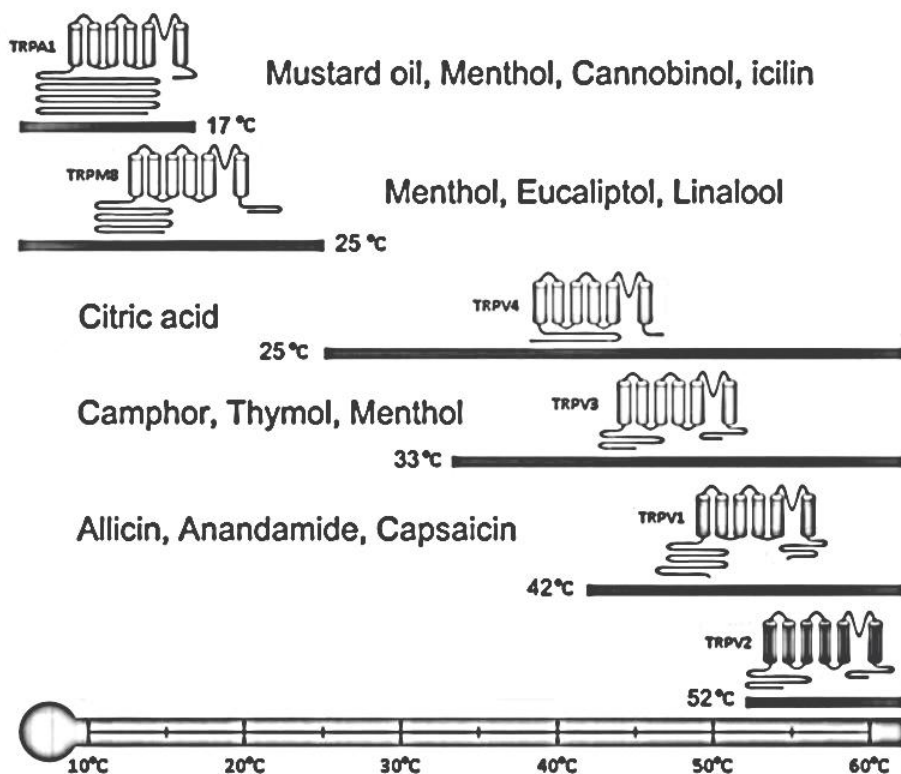 TRPA1
Mustard oil, Menthol, Cannobinol, icilin
17 °C
TRPM8
Menthol, Eucaliptol, Linalool
25 °C
TRPV4
Citric acid
25 °C
TRPV3
Camphor, Thymol, Menthol
33 °C
TRPV1
Allicin, Anandamide, Capsaicin
42 °C
TRPV2
52 °C
10°C 20°C 30°C 40°C 50°C 60°C